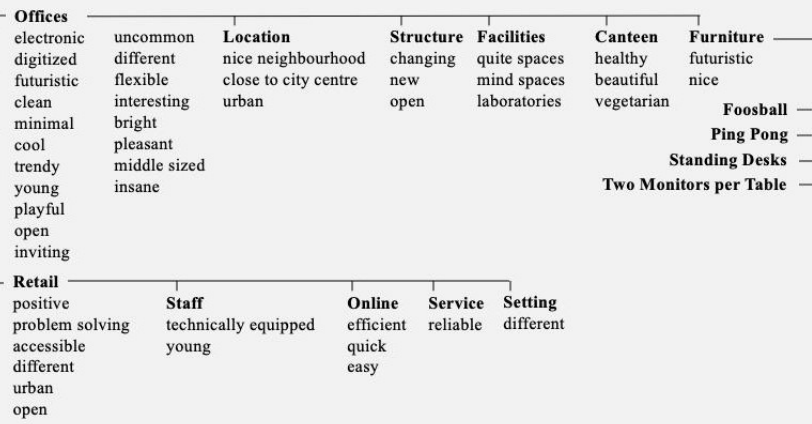 Offices
electronic
digitized
futuristic
clean
minimal
cool
trendy
young
playful
open
inviting
uncommon
different
flexible
interesting
bright
pleasant
middle sized
insane
Location
nice neighbourhood
close to city centre
urban
Structure
changing
new
open
Facilities
quite spaces
mind spaces
laboratories
Canteen
healthy
beautiful
vegetarian
Furniture
futuristic
nice
Foosball
Ping Pong
Standing Desks
Two Monitors per Table
Retail
positive
problem solving
accessible
different
urban
open
Staff
technically equipped
young
Online
efficient
quick
easy
Service
reliable
Setting
different